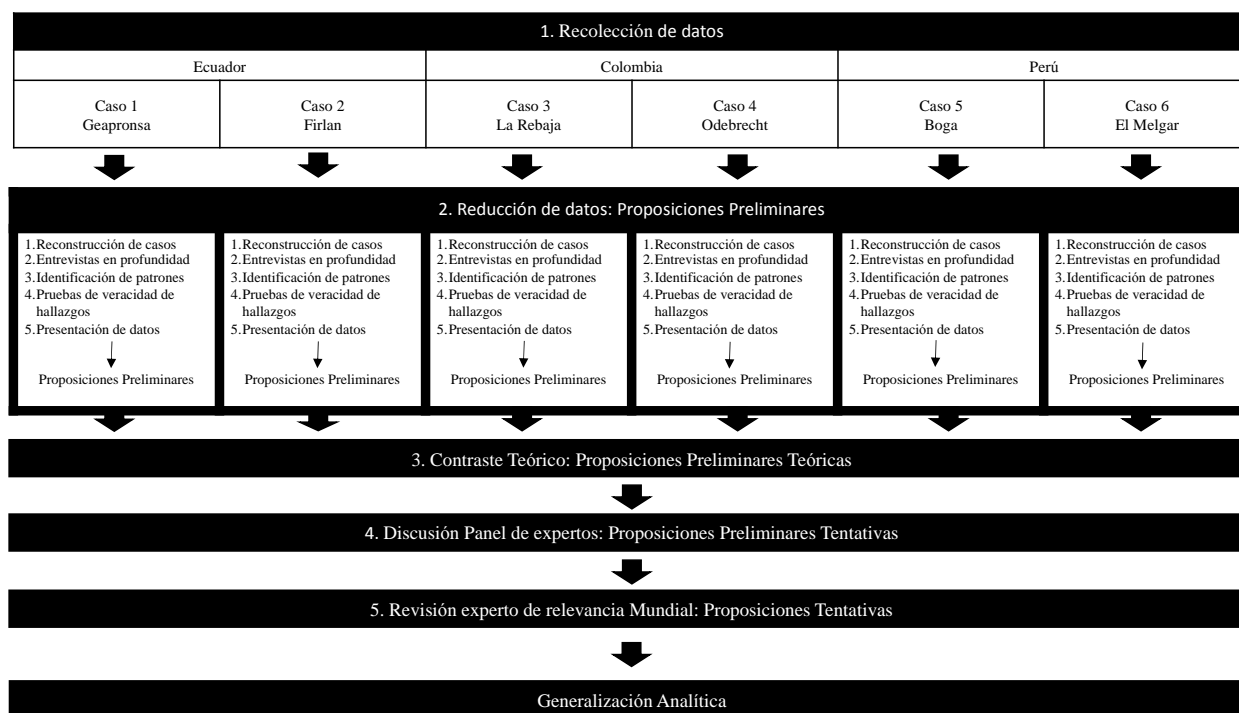 1. Recolección de datos
Ecuador
Colombia
Perú
Caso 1
Geapronsa
Caso 2
Firlan
Caso 3
La Rebaja
Caso 4
Odebrecht
Caso 5
Boga
Caso 6
El Melgar
2. Reducción de datos: Proposiciones Preliminares
1.Reconstrucción de casos
2.Entrevistas en profundidad
3.Identificación de patrones
4.Pruebas de veracidad de
hallazgos
5.Presentación de datos
Proposiciones Preliminares
1.Reconstrucción de casos
2.Entrevistas en profundidad
3.Identificación de patrones
4.Pruebas de veracidad de
hallazgos
5.Presentación de datos
Proposiciones Preliminares
1.Reconstrucción de casos
2.Entrevistas en profundidad
3.Identificación de patrones
4.Pruebas de veracidad de
hallazgos
5.Presentación de datos
Proposiciones Preliminares
1.Reconstrucción de casos
2.Entrevistas en profundidad
3.Identificación de patrones
4.Pruebas de veracidad de
hallazgos
5.Presentación de datos
Proposiciones Preliminares
1.Reconstrucción de casos
2.Entrevistas en profundidad
3.Identificación de patrones
4.Pruebas de veracidad de
hallazgos
5.Presentación de datos
Proposiciones Preliminares
1.Reconstrucción de casos
2.Entrevistas en profundidad
3.Identificación de patrones
4.Pruebas de veracidad de
hallazgos
5.Presentación de datos
Proposiciones Preliminares
3. Contraste Teórico: Proposiciones Preliminares Teóricas
4. Discusión Panel de expertos: Proposiciones Preliminares Tentativas
5. Revisión experto de relevancia Mundial: Proposiciones Tentativas
Generalización Analítica